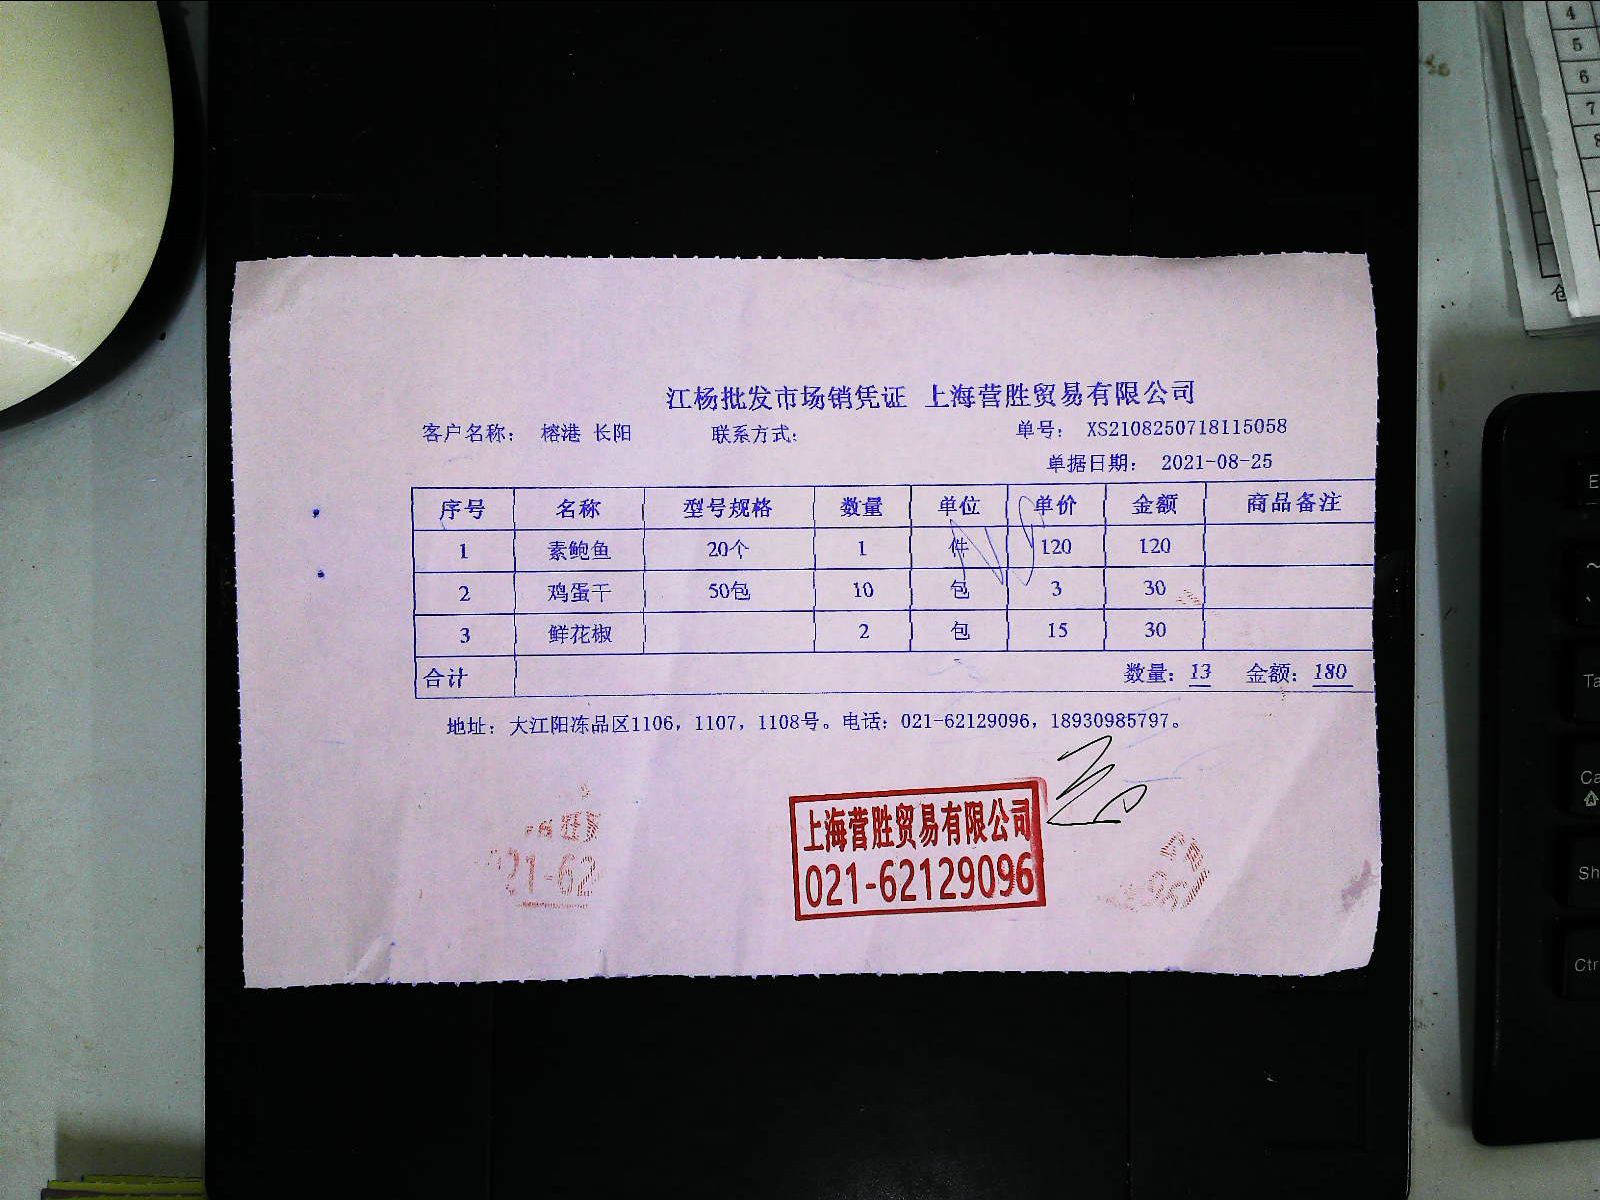 江杨批发市场销凭证 上海营胜贸易有限公司
客户名称： 榕港 长阳 联系方式： 单号： XS2108250718115058
单据日期： 2021-08-25
序号 名称 型号规格 数量 单位 单价 金额 商品备注
1 素鲍鱼 20个 1 件 120 120
2 鸡蛋干 50包 10 包 3 30
3 鲜花椒 2 包 15 30
合计 数量：13 金额：180
地址：大江阳冻品区1106，1107，1108号。电话：021-62129096，18930985797。
上海营胜贸易有限公司
021-62129096
21-62
4
5
6
7
8